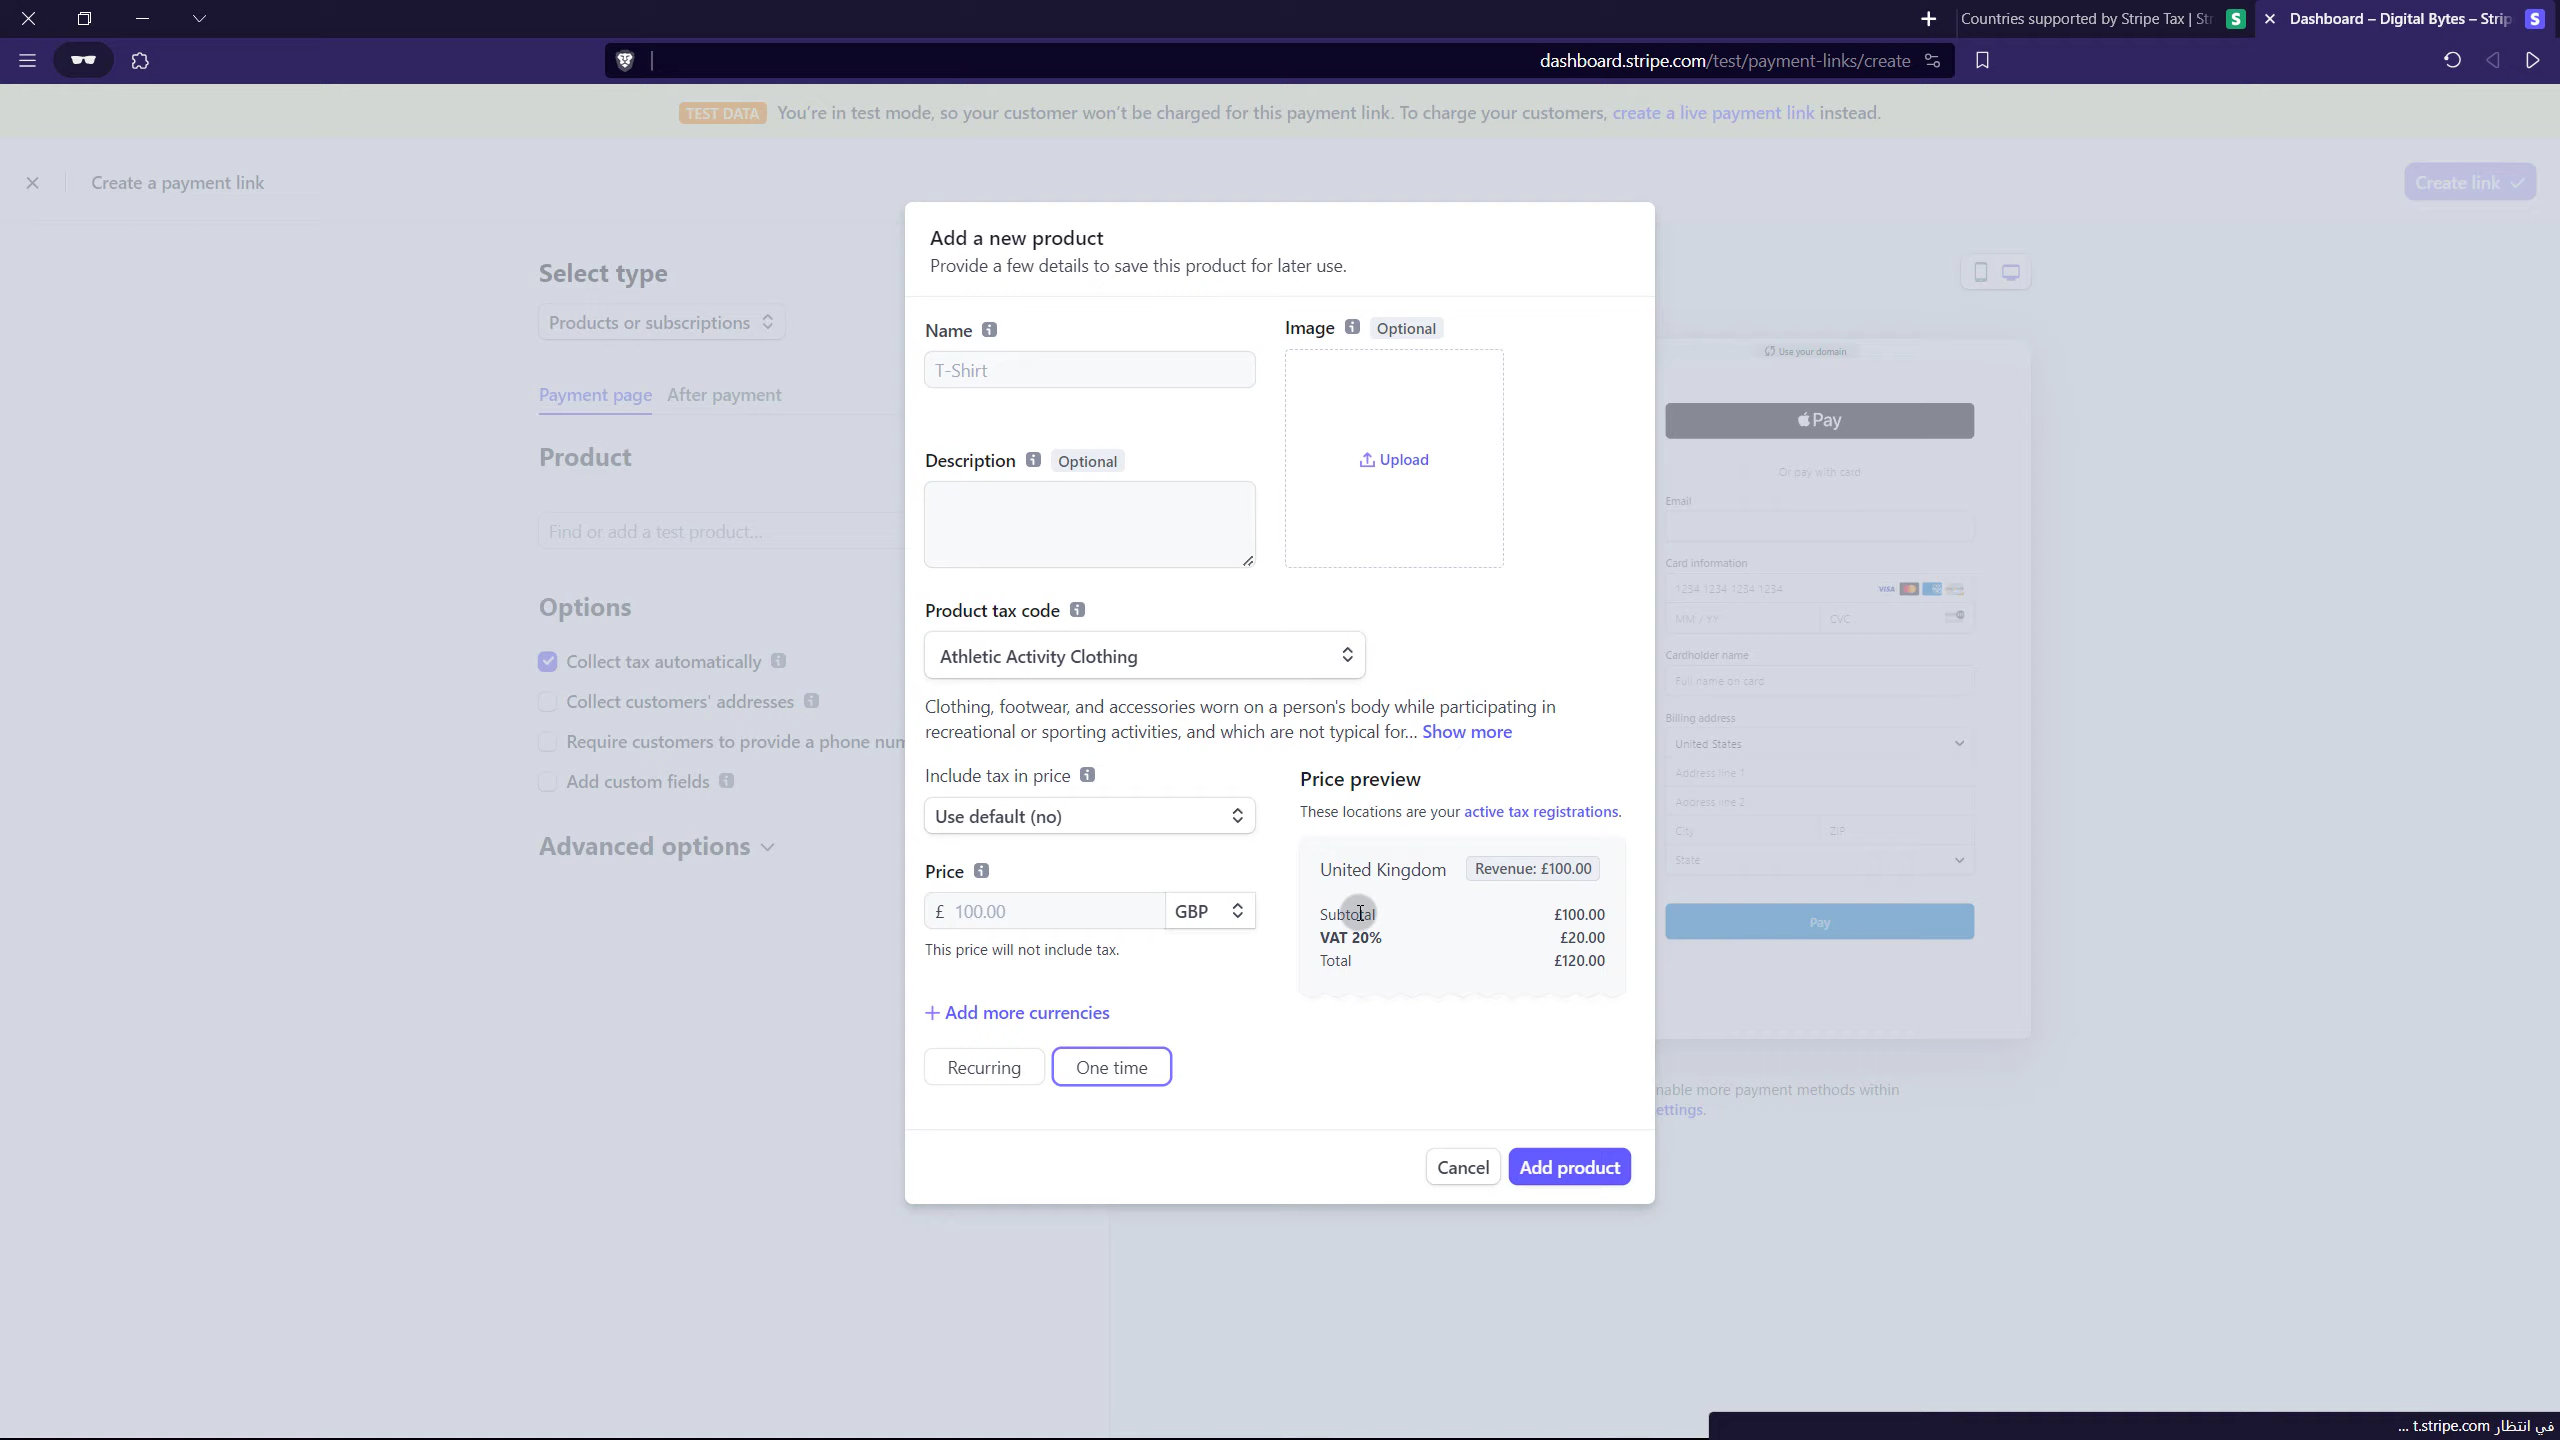 Countries supported by Stripe Tax | St
Dashboard – Digital Bytes – Strip
dashboard.stripe.com/test/payment-links/create
TEST DATA You're in test mode, so your customer won't be charged for this payment link. To charge your customers, create a live payment link instead.
Create a payment link
Create link
Select type
Products or subscriptions
Payment page After payment
Product
Find or add a test product...
Options
Collect tax automatically
Collect customers' addresses
Require customers to provide a phone num
Add custom fields
Advanced options
Add a new product
Provide a few details to save this product for later use.
Name
T-Shirt
Description Optional
Image Optional
Upload
Product tax code
Athletic Activity Clothing
Clothing, footwear, and accessories worn on a person's body while participating in
recreational or sporting activities, and which are not typical for... Show more
Include tax in price
Use default (no)
Price
£ 100.00 GBP
This price will not include tax.
+ Add more currencies
Recurring One time
Price preview
These locations are your active tax registrations.
United Kingdom Revenue: £100.00
Subtotal £100.00
VAT 20% £20.00
Total £120.00
Cancel Add product
Use your domain
Pay
Or pay with card
Email
Card information
1234 1234 1234 1234 VISA
MM / YY CVC
Cardholder name
Full name on card
Billing address
United States
Address line 1
Address line 2
City ZIP
State
Pay
nable more payment methods within
ettings.
في انتظار t.stripe.com ...